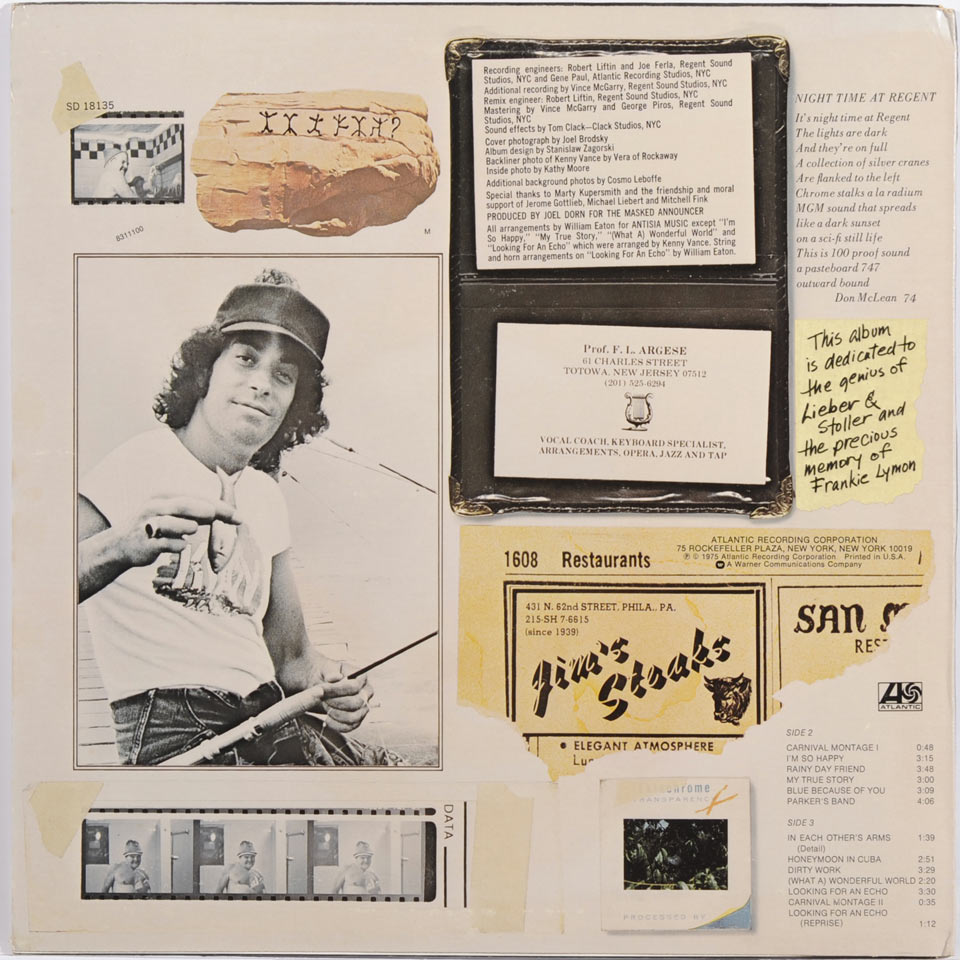 SD 18135
8311100
M
Recording engineers: Robert Liftin and Joe Ferla, Regent Sound
Studios, NYC and Gene Paul, Atlantic Recording Studios, NYC
Additional recording by Vince McGarry, Regent Sound Studios, NYC
Remix engineer: Robert Liftin, Regent Sound Studios, NYC
Mastering by Vince McGarry and George Piros, Regent Sound
Studios, NYC
Sound effects by Tom Clack—Clack Studios, NYC
Cover photograph by Joel Brodsky
Album design by Stanislaw Zagorski
Backliner photo of Kenny Vance by Vera of Rockaway
Inside photo by Kathy Moore
Additional background photos by Cosmo Leboffe
Special thanks to Marty Kupersmith and the friendship and moral
support of Jerome Gottlieb, Michael Liebert and Mitchell Fink
PRODUCED BY JOEL DORN FOR THE MASKED ANNOUNCER
All arrangements by William Eaton for ANTISIA MUSIC except "I'm
So Happy," "My True Story," "(What A) Wonderful World" and
"Looking For An Echo" which were arranged by Kenny Vance. String
and horn arrangements on "Looking For An Echo" by William Eaton.
NIGHT TIME AT REGENT
It's night time at Regent
The lights are dark
And they're on full
A collection of silver cranes
Are flanked to the left
Chrome stalks a la radium
MGM sound that spreads
like a dark sunset
on a sci-fi still life
This is 100 proof sound
a pasteboard 747
outward bound
Don McLean 74
Prof. F. L. ARGESE
61 CHARLES STREET
TOTOWA, NEW JERSEY 07512
(201) 525-6294
VOCAL COACH, KEYBOARD SPECIALIST,
ARRANGEMENTS, OPERA, JAZZ AND TAP
This album
is dedicated to
the genius of
Lieber &
Stoller and
the precious
memory of
Frankie Lymon
1608 Restaurants
ATLANTIC RECORDING CORPORATION
75 ROCKEFELLER PLAZA, NEW YORK, NEW YORK 10019
℗ © 1975 Atlantic Recording Corporation Printed in U.S.A.
A Warner Communications Company
431 N. 62nd STREET, PHILA., PA.
215-SH 7-6615
(since 1939)
Jim's
Steaks
• ELEGANT ATMOSPHERE
SAN
REST
ATLANTIC
SIDE 2
CARNIVAL MONTAGE I 0:48
I'M SO HAPPY 3:15
RAINY DAY FRIEND 3:48
MY TRUE STORY 3:00
BLUE BECAUSE OF YOU 3:09
PARKER'S BAND 4:06
SIDE 3
IN EACH OTHER'S ARMS 1:39
(Detail)
HONEYMOON IN CUBA 2:51
DIRTY WORK 3:29
(WHAT A) WONDERFUL WORLD 2:20
LOOKING FOR AN ECHO 3:30
CARNIVAL MONTAGE II 0:35
LOOKING FOR AN ECHO
(REPRISE) 1:12
DATA
chrome
TRANSPARENCY
PROCESSED BY